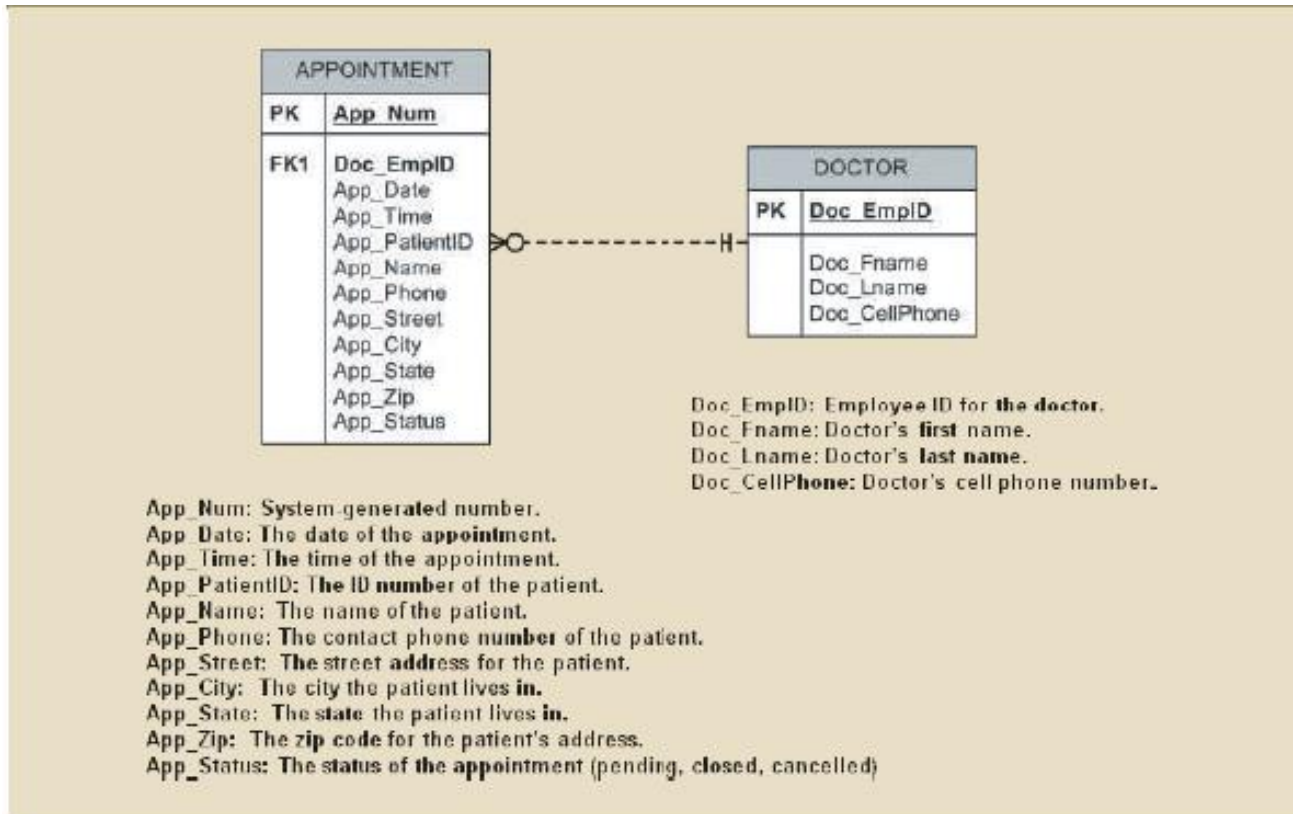 APPOINTMENT
PK App_Num
FK1 Doc_EmpID
App_Date
App_Time
App_PatientID
App_Name
App_Phone
App_Street
App_City
App_State
App_Zip
App_Status
DOCTOR
PK Doc_EmpID
Doc_Fname
Doc_Lname
Doc_CellPhone
Doc_EmpID: Employee ID for the doctor.
Doc_Fname: Doctor's first name.
Doc_Lname: Doctor's last name.
Doc_CellPhone: Doctor's cell phone number.
App_Num: System-generated number.
App_Date: The date of the appointment.
App_Time: The time of the appointment.
App_PatientID: The ID number of the patient.
App_Name: The name of the patient.
App_Phone: The contact phone number of the patient.
App_Street: The street address for the patient.
App_City: The city the patient lives in.
App_State: The state the patient lives in.
App_Zip: The zip code for the patient's address.
App_Status: The status of the appointment (pending, closed, cancelled)